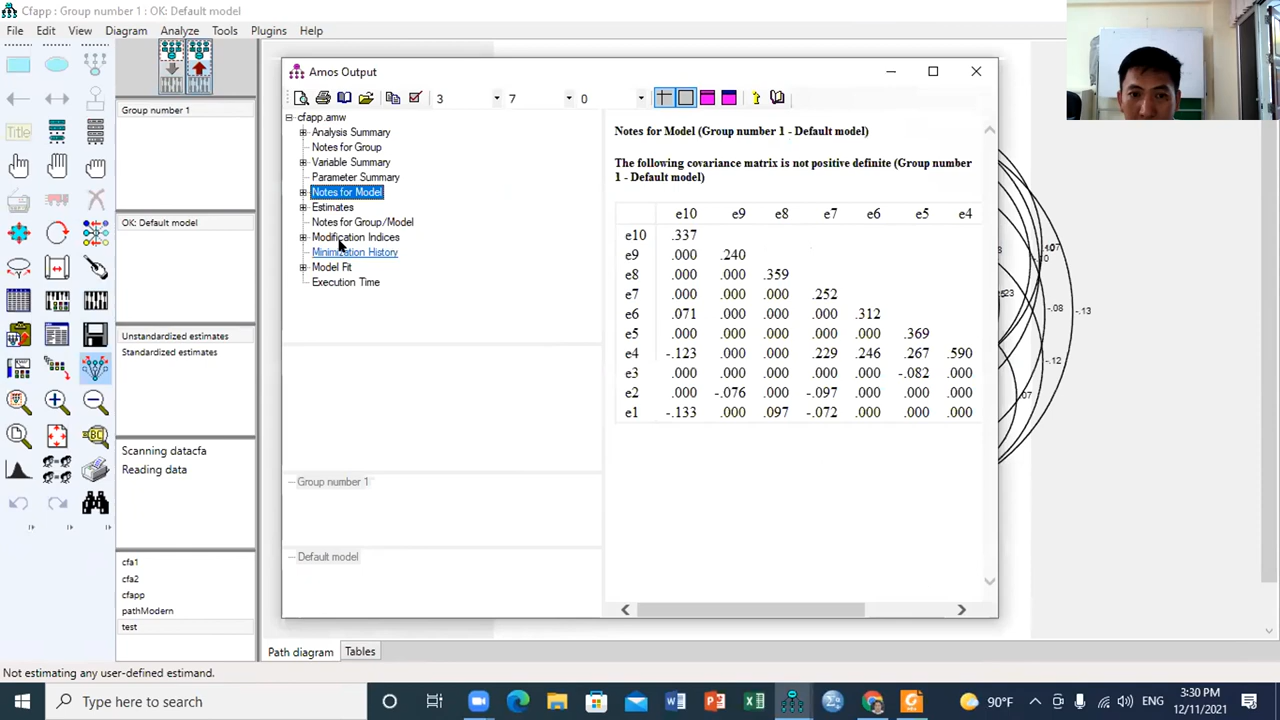 Cfapp : Group number 1 : OK: Default model
File Edit View Diagram Analyze Tools Plugins Help
Title
Group number 1
OK: Default model
Unstandardized estimates
Standardized estimates
Scanning datacfa
Reading data
cfa1
cfa2
cfapp
pathModern
test
Not estimating any user-defined estimand.
Amos Output
3 7 0
cfapp.amw
Analysis Summary
Notes for Group
Variable Summary
Parameter Summary
Notes for Model
Estimates
Notes for Group/Model
Modification Indices
Minimization History
Model Fit
Execution Time
Group number 1
Default model
Notes for Model (Group number 1 - Default model)
The following covariance matrix is not positive definite (Group number
1 - Default model)
e10 e9 e8 e7 e6 e5 e4
e10 .337
e9 .000 .240
e8 .000 .000 .359
e7 .000 .000 .000 .252
e6 .071 .000 .000 .000 .312
e5 .000 .000 .000 .000 .000 .369
e4 -.123 .000 .000 .229 .246 .267 .590
e3 .000 .000 .000 .000 .000 -.082 .000
e2 .000 -.076 .000 -.097 .000 .000 .000
e1 -.133 .000 .097 -.072 .000 .000 .000
-.08
-.13
-.12
Path diagram Tables
Type here to search
90°F
ENG
3:30 PM
12/11/2021